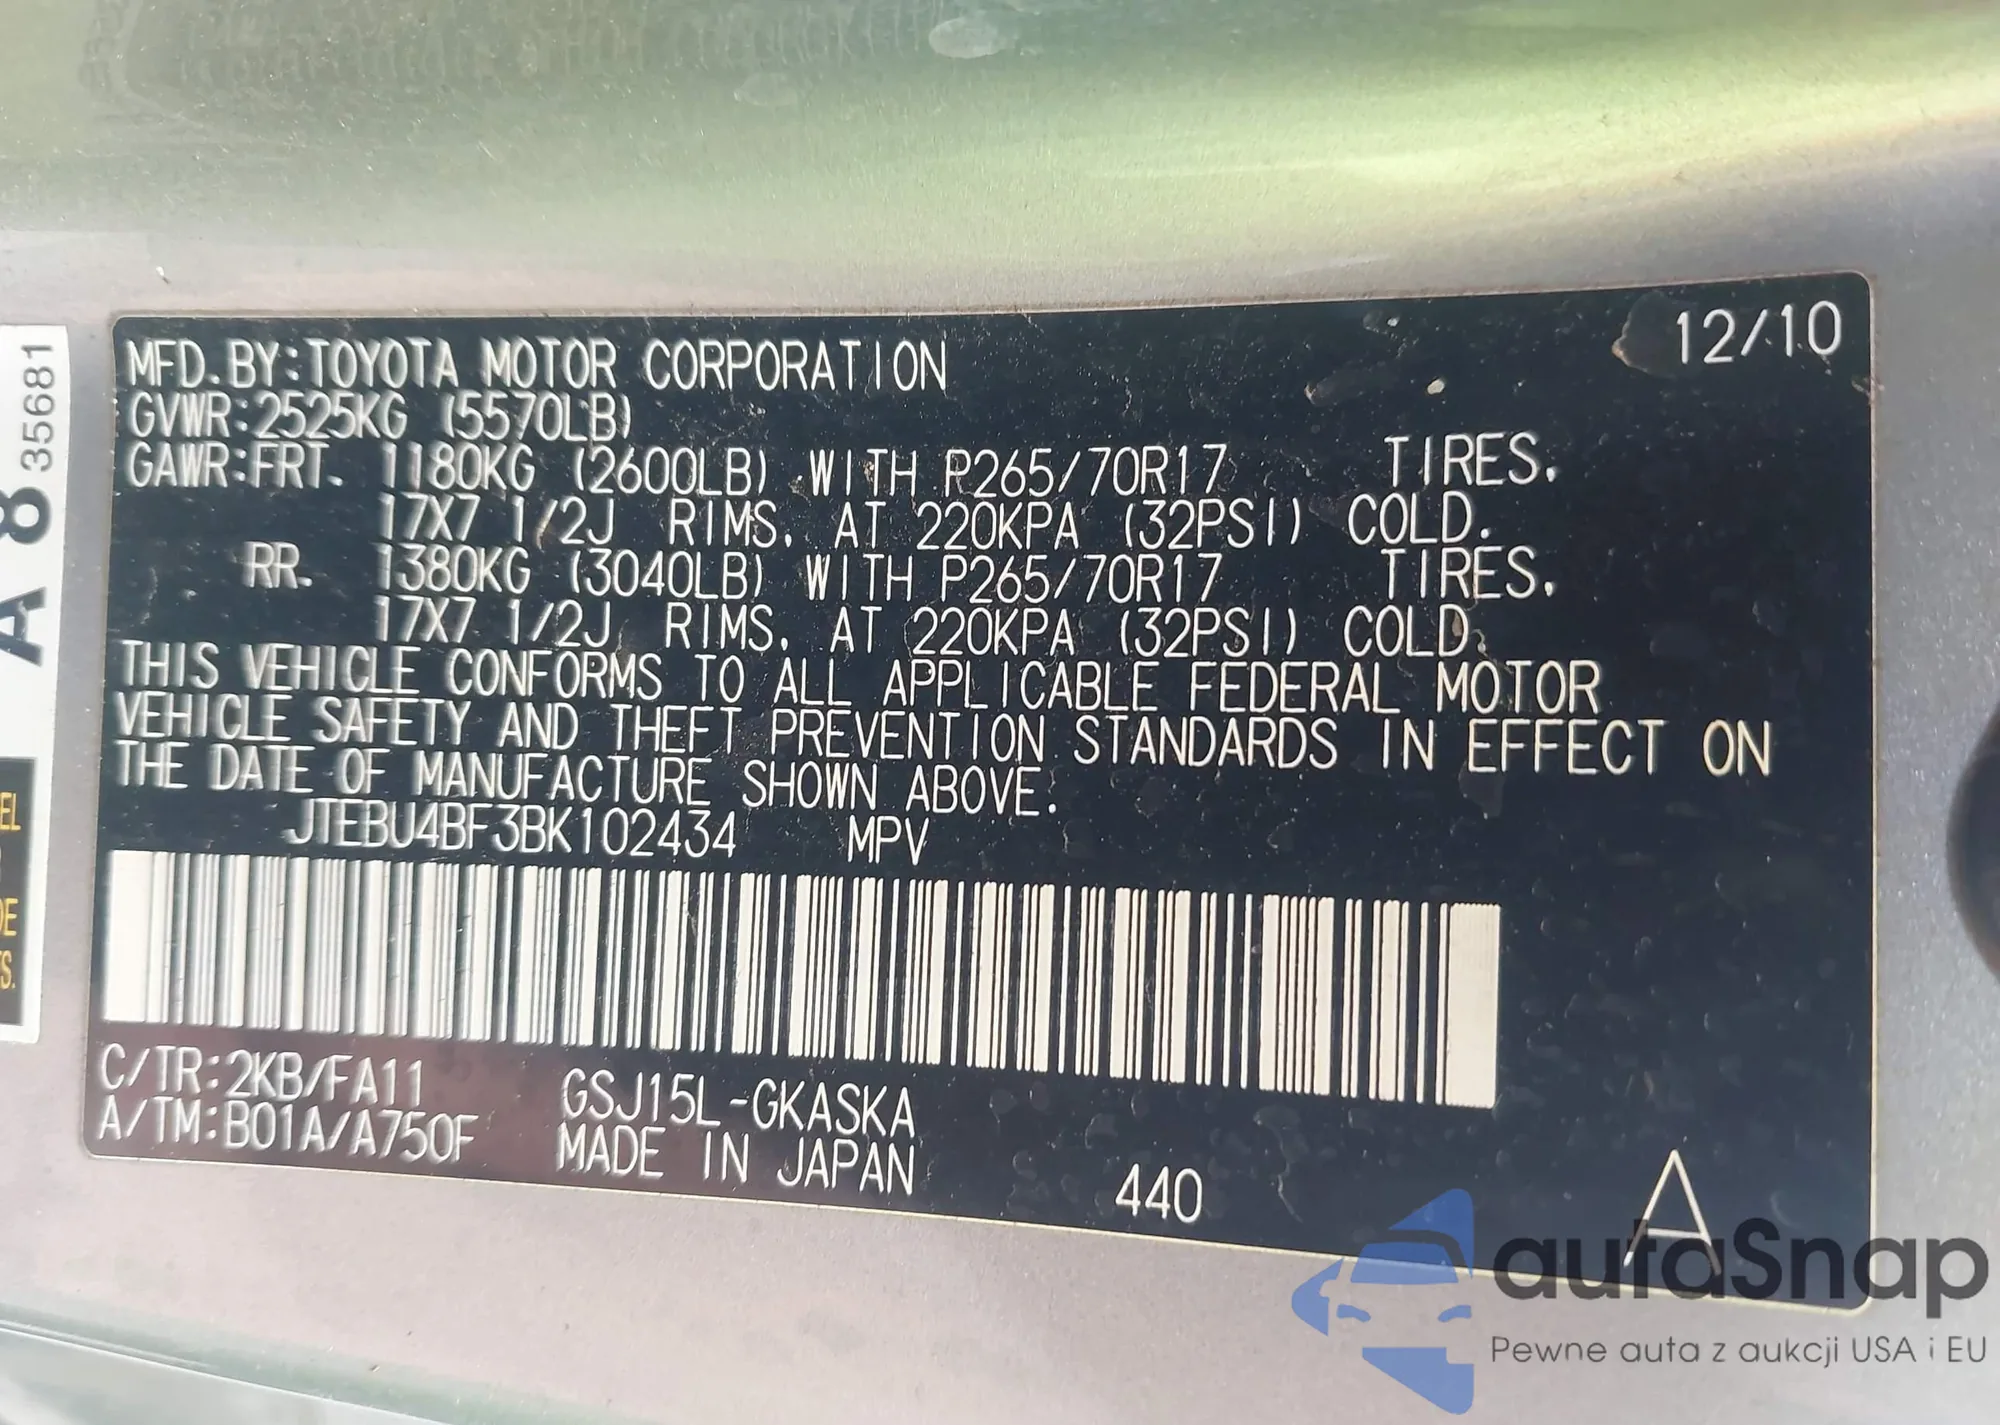 12/10
MFD.BY:TOYOTA MOTOR CORPORATION
GVWR:2525KG (5570LB)
GAWR:FRT. 1180KG (2600LB) WITH P265/70R17 TIRES,
17X7 1/2J RIMS, AT 220KPA (32PSI) COLD.
RR. 1380KG (3040LB) WITH P265/70R17 TIRES,
17X7 1/2J RIMS, AT 220KPA (32PSI) COLD.
THIS VEHICLE CONFORMS TO ALL APPLICABLE FEDERAL MOTOR
VEHICLE SAFETY AND THEFT PREVENTION STANDARDS IN EFFECT ON
THE DATE OF MANUFACTURE SHOWN ABOVE.
JTEBU4BF3BK102434 MPV
C/TR:2KB/FA11 GSJ15L-GKASKA
A/TM:B01A/A750F MADE IN JAPAN
440
A
35681
A 8
autaSnap
Pewne auta z aukcji USA i EU